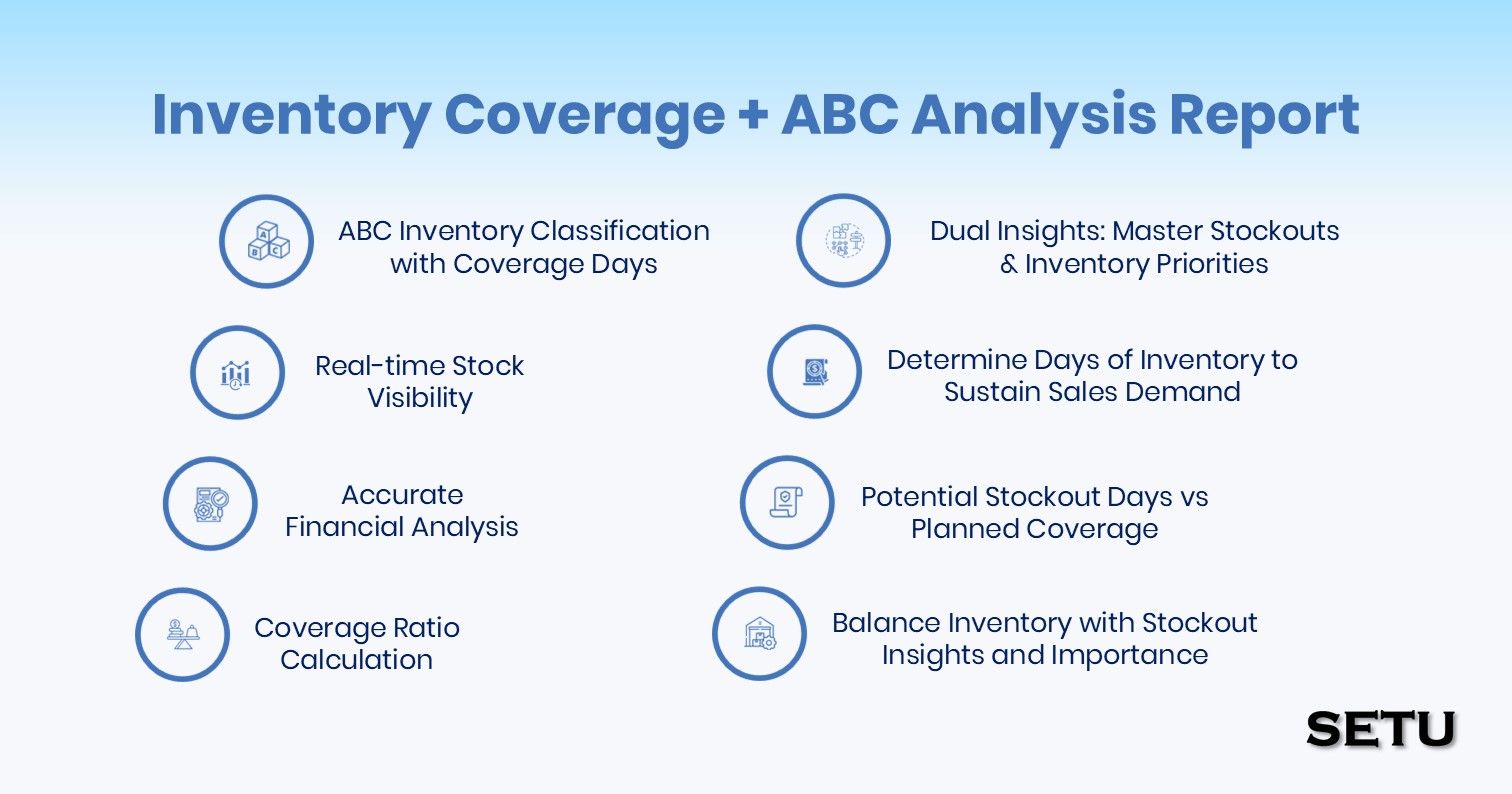 Inventory Coverage + ABC Analysis Report
ABC Inventory Classification
with Coverage Days
Dual Insights: Master Stockouts
& Inventory Priorities
Real-time Stock
Visibility
Determine Days of Inventory to
Sustain Sales Demand
Accurate
Financial Analysis
Potential Stockout Days vs
Planned Coverage
Coverage Ratio
Calculation
Balance Inventory with Stockout
Insights and Importance
A
B C
SETU